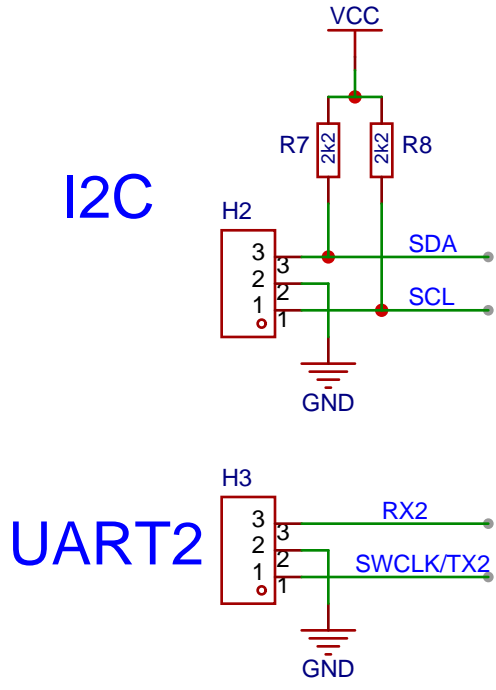 VCC
R7
2k2
2k2
R8
I2C
H2
3
3
SDA
2
2
1
1
SCL
GND
H3
UART2
3
3
RX2
2
2
1
1
SWCLK/TX2
GND